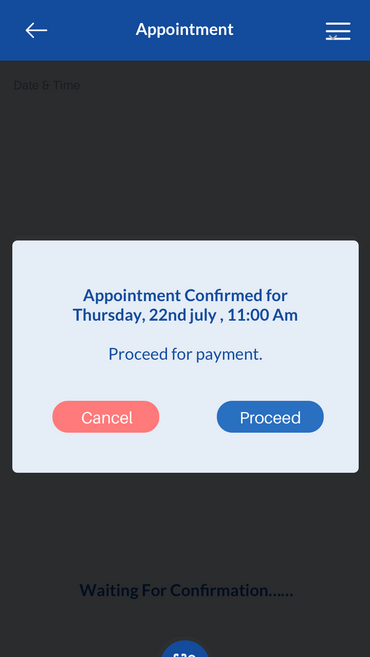 Appointment
Date & Time
Appointment Confirmed for
Thursday, 22nd july , 11:00 Am
Proceed for payment.
Cancel
Proceed
Waiting For Confirmation......